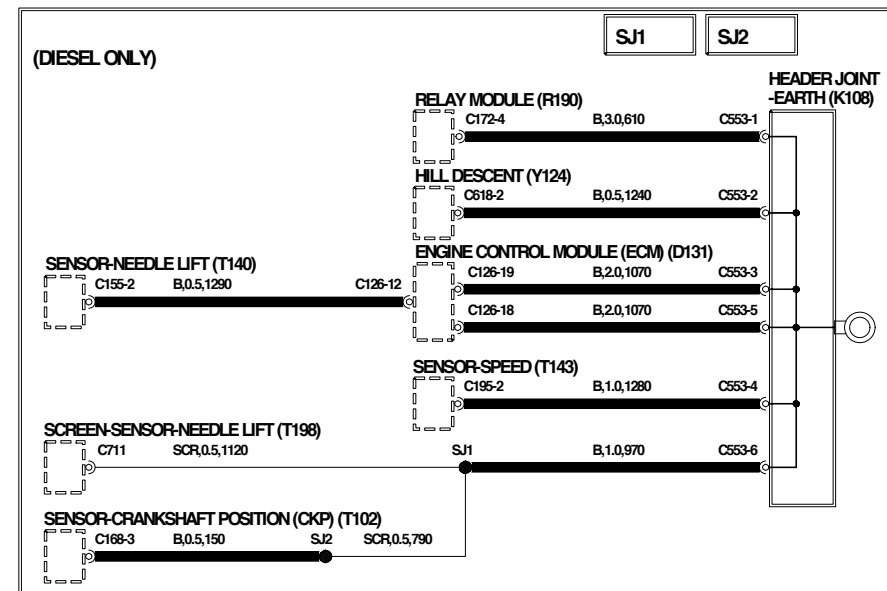 SJ1 SJ2
(DIESEL ONLY)
HEADER JOINT
-EARTH (K108)
RELAY MODULE (R190)
C172-4 B,3.0,610 C553-1
HILL DESCENT (Y124)
C618-2 B,0.5,1240 C553-2
ENGINE CONTROL MODULE (ECM) (D131)
SENSOR-NEEDLE LIFT (T140)
C126-19 B,2.0,1070 C553-3
C155-2 B,0.5,1290 C126-12
C126-18 B,2.0,1070 C553-5
SENSOR-SPEED (T143)
C195-2 B,1.0,1280 C553-4
SCREEN-SENSOR-NEEDLE LIFT (T198)
C711 SCR,0.5,1120 SJ1 B,1.0,970 C553-6
SENSOR-CRANKSHAFT POSITION (CKP) (T102)
C168-3 B,0.5,150 SJ2 SCR,0.5,790